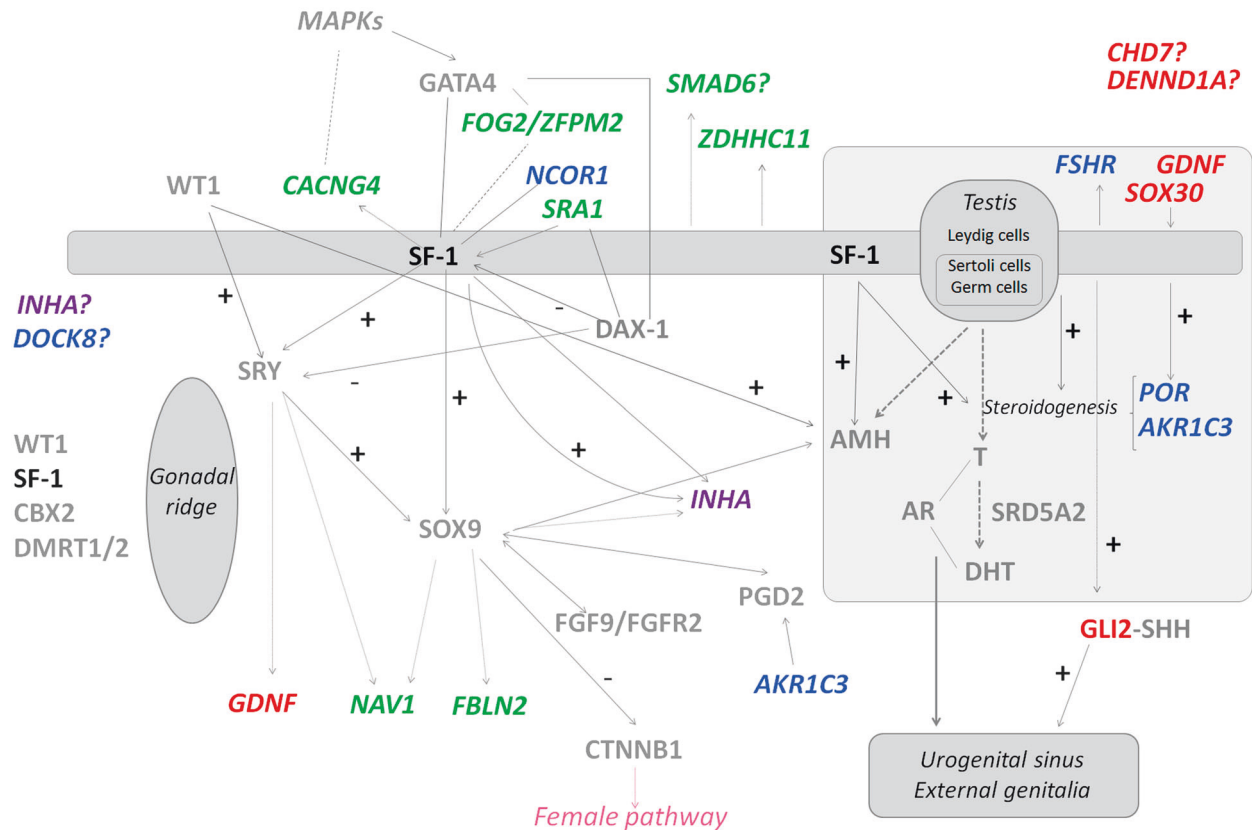 MAPKs
CHD7?
DENND1A?
GATA4
SMAD6?
FOG2/ZFPM2
ZDHHC11
WT1
CACNG4
NCOR1
SRA1
FSHR
GDNF
SOX30
Testis
Leydig cells
Sertoli cells
Germ cells
SF-1
SF-1
INHA?
DOCK8?
+
+
-
DAX-1
+
+
SRY
-
+
+
+
+
Steroidogenesis
POR
AKR1C3
WT1
SF-1
CBX2
DMRT1/2
Gonadal
ridge
+
+
AMH
T
INHA
SOX9
AR
SRD5A2
DHT
+
PGD2
FGF9/FGFR2
GLI2-SHH
+
-
AKR1C3
GDNF
NAV1
FBLN2
CTNNB1
Female pathway
Urogenital sinus
External genitalia